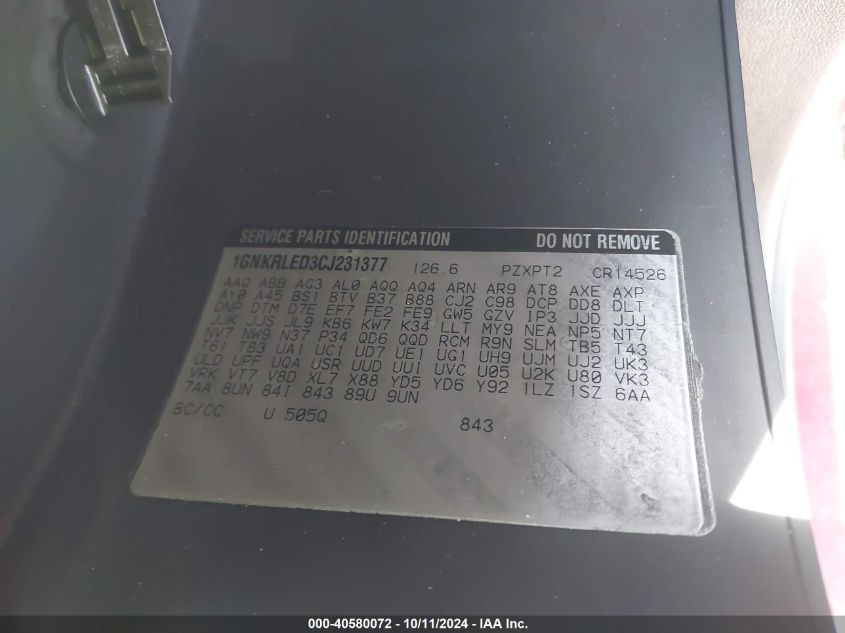 SERVICE PARTS IDENTIFICATION DO NOT REMOVE
1GNKRLED3CJ231377 126.6 PZXPT2 CR14526
AAQ ABB AG3 AL0 AQQ AQ4 ARN AR9 AT8 AXE AXP
AY0 A45 BS1 BTV B37 B88 CJ2 C98 DCP DD8 DLT
DNP DTM D7E EF7 FE2 FE9 GW5 GZV IP3 JJD JJJ
JJK JJS JL9 KB6 KW7 K34 LLT MY9 NEA NP5 NT7
NV7 NW9 N37 P34 QD6 QQD RCM R9N SLM TB5 T43
T61 T83 UA1 UC1 UD7 UE1 UG1 UH9 UJM UJ2 UK3
ULD UPF UQA USR UUD UUI UVC U05 U2K U80 VK3
VRK VT7 V8D XL7 X88 YD5 YD6 Y92 1LZ 1SZ 6AA
7AA 8UN 84I 843 89U 9UN
BC/CC U 505Q 843
000-40580072 - 10/11/2024 - IAA Inc.